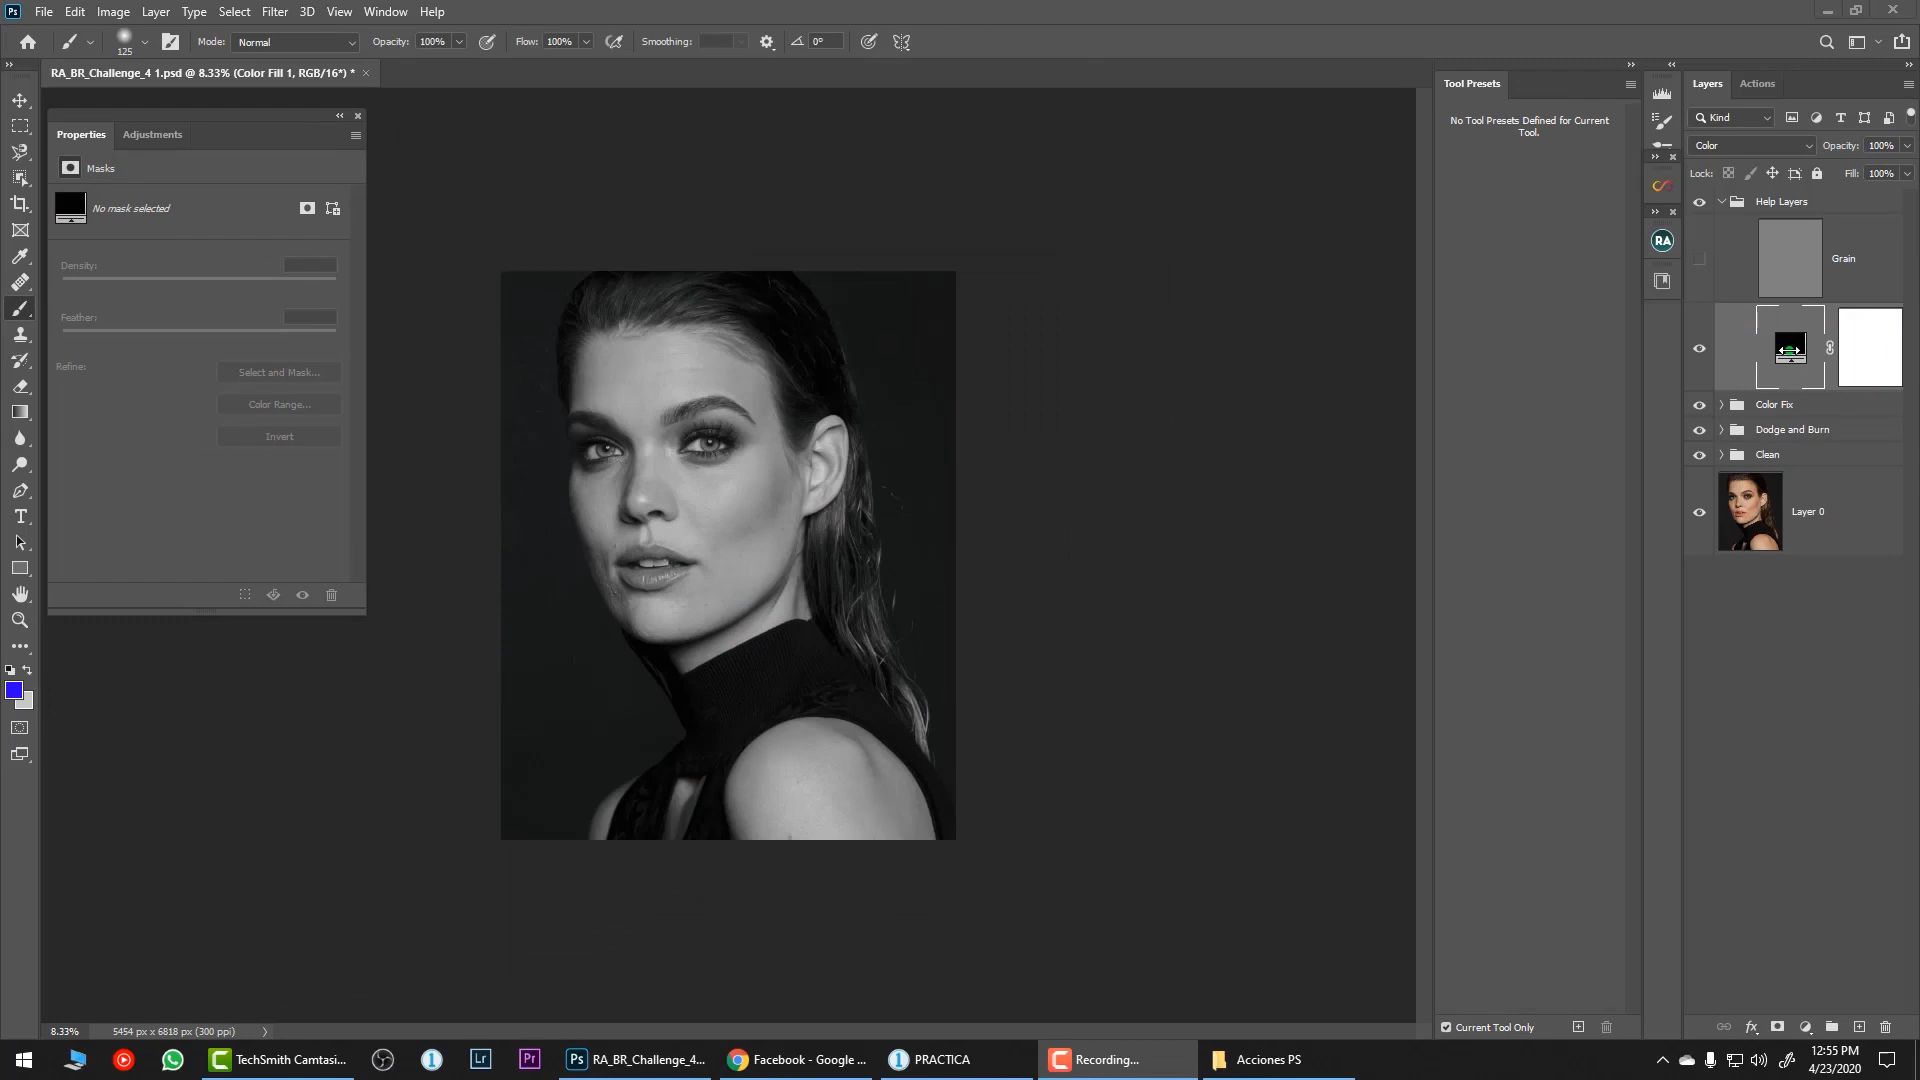 Ps File Edit Image Layer Type Select Filter 3D View Window Help
125 Mode: Normal Opacity: 100% Flow: 100% Smoothing: 0°
RA_BR_Challenge_4 1.psd @ 8.33% (Color Fill 1, RGB/16*) *
Properties Adjustments
Masks
No mask selected
Density:
Feather:
Refine:
Select and Mask...
Color Range...
Invert
Tool Presets
No Tool Presets Defined for Current
Tool.
RA
Layers Actions
Kind
Color Opacity: 100%
Lock: Fill: 100%
Help Layers
Grain
Color Fix
Dodge and Burn
Clean
Layer 0
Current Tool Only
8.33% 5454 px x 6818 px (300 ppi)
TechSmith Camtasi... Lr Pr Ps RA_BR_Challenge_4... Facebook - Google ... PRACTICA Recording... Acciones PS
12:55 PM
4/23/2020